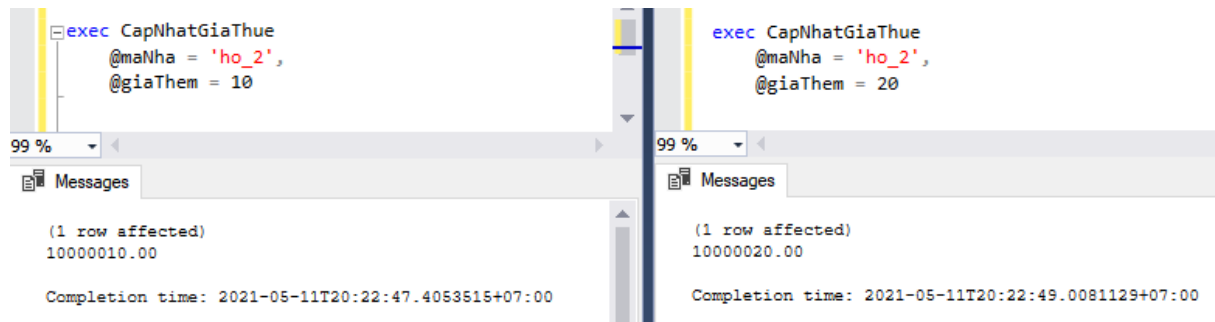 exec CapNhatGiaThue
@maNha = 'ho_2',
@giaThem = 10
99 %
Messages
(1 row affected)
10000010.00
Completion time: 2021-05-11T20:22:47.4053515+07:00
exec CapNhatGiaThue
@maNha = 'ho_2',
@giaThem = 20
99 %
Messages
(1 row affected)
10000020.00
Completion time: 2021-05-11T20:22:49.0081129+07:00